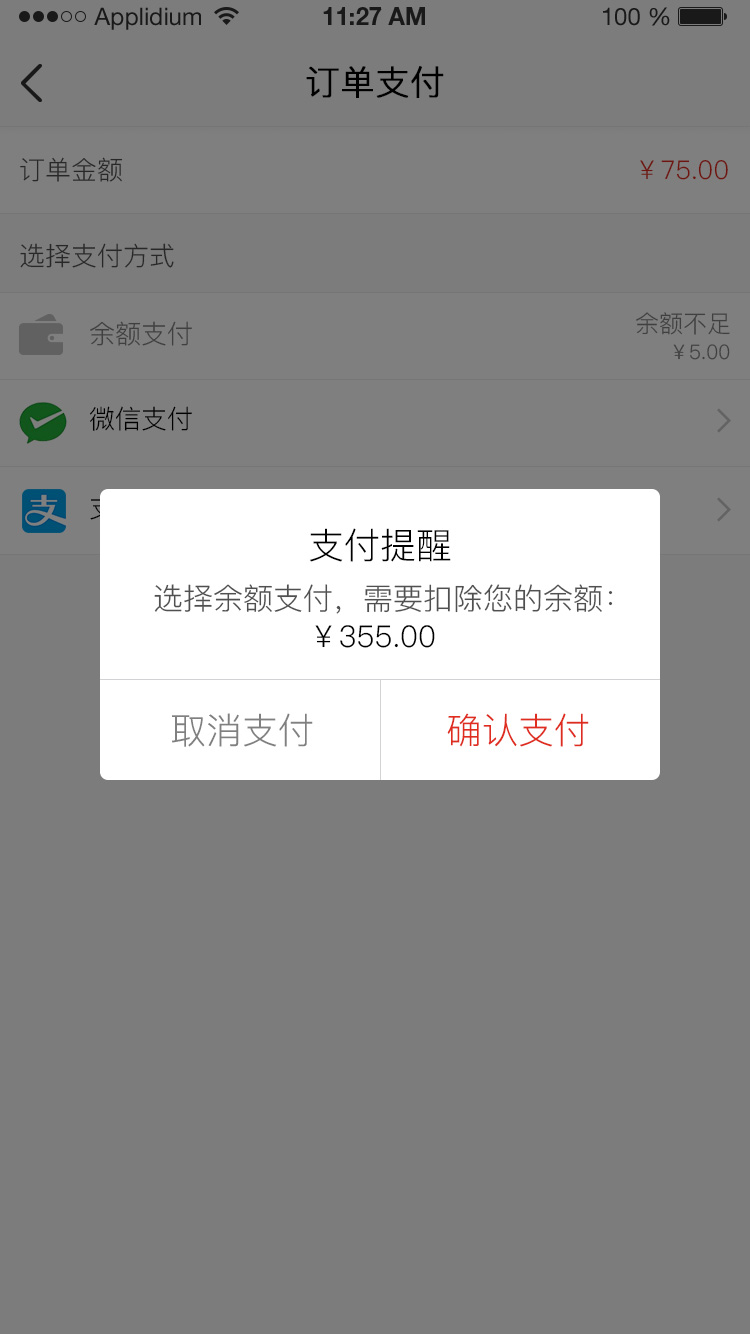 Applidium 11:27 AM 100 %
订单支付
订单金额 ¥ 75.00
选择支付方式
余额支付 余额不足
¥ 5.00
微信支付
支
支付提醒
选择余额支付，需要扣除您的余额：
¥ 355.00
取消支付 确认支付